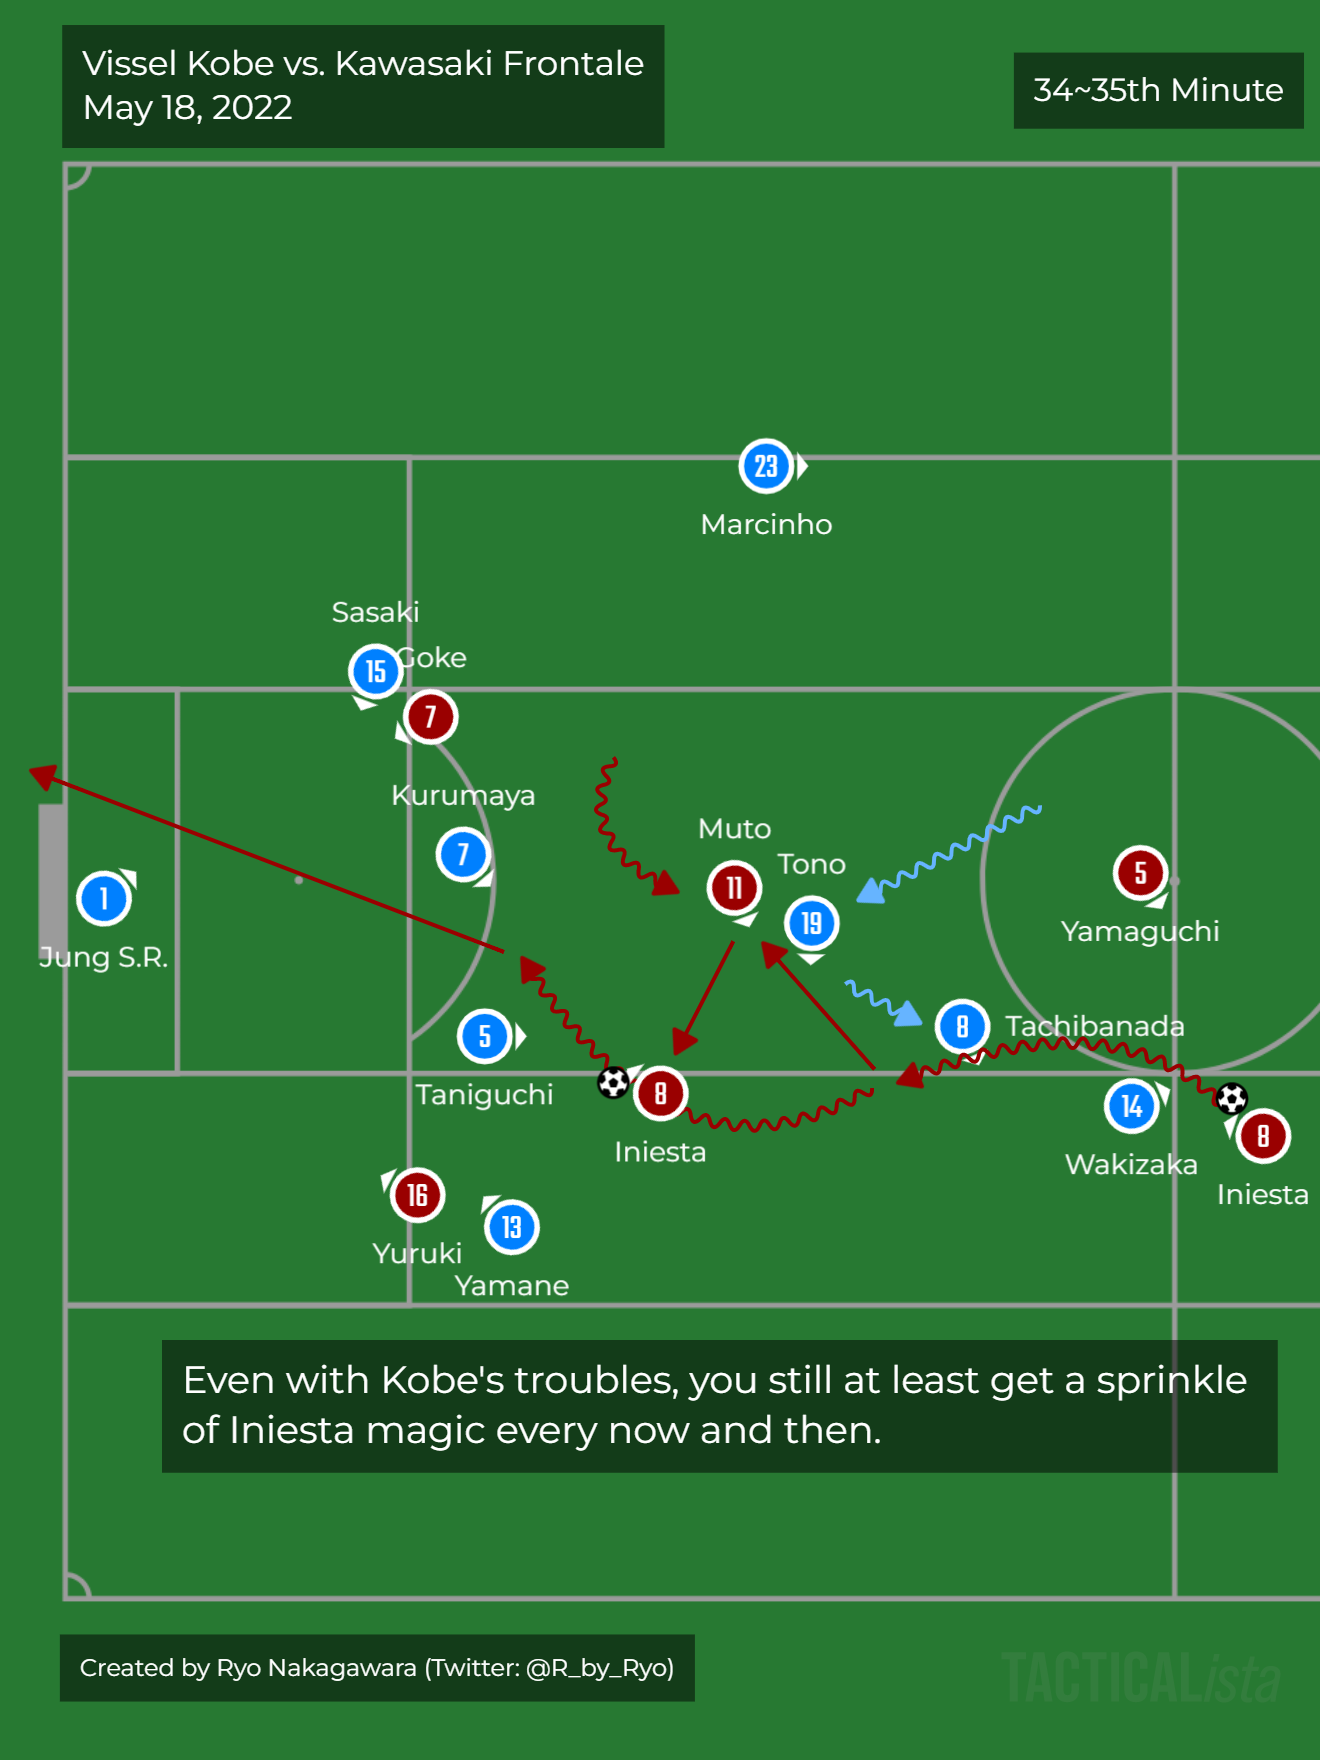 Vissel Kobe vs. Kawasaki Frontale
May 18, 2022
34~35th Minute
23
Marcinho
Sasaki
15
Goke
7
Kurumaya
7
Muto
11
Tono
19
5
Yamaguchi
1
Jung S.R.
8
Tachibanada
5
Taniguchi
8
Iniesta
14
Wakizaka
8
Iniesta
16
Yuruki
13
Yamane
Even with Kobe's troubles, you still at least get a sprinkle
of Iniesta magic every now and then.
Created by Ryo Nakagawara (Twitter: @R_by_Ryo)
TACTICALista